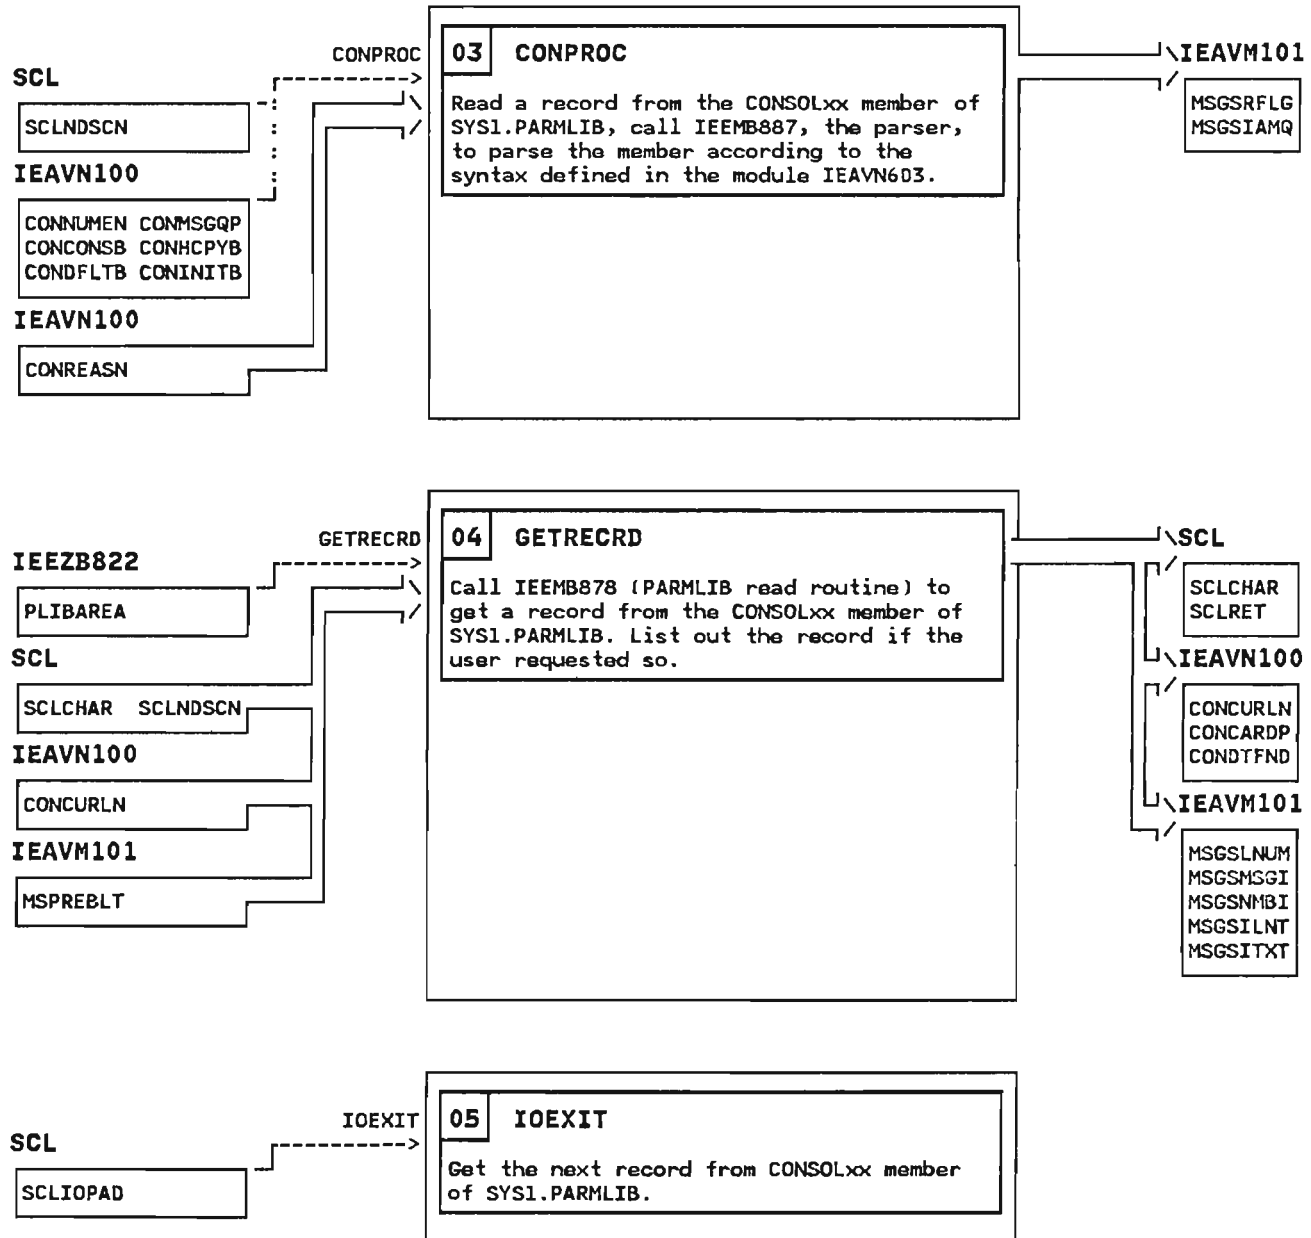 CONPROC
SCL
SCLNDSCN
IEAVN100
CONNUMEN CONMSGQP
CONCONSB CONHCPYB
CONDFLTB CONINITB
IEAVN100
CONREASN
03 CONPROC
Read a record from the CONSOLxx member of
SYS1.PARMLIB, call IEEMB887, the parser,
to parse the member according to the
syntax defined in the module IEAVN603.
IEAVM101
MSGSRFLG
MSGSIAMQ
GETRECRD
IEEZB822
PLIBAREA
SCL
SCLCHAR SCLNDSCN
IEAVN100
CONCURLN
IEAVM101
MSPREBLT
04 GETRECRD
Call IEEMB878 (PARMLIB read routine) to
get a record from the CONSOLxx member of
SYS1.PARMLIB. List out the record if the
user requested so.
SCL
SCLCHAR
SCLRET
IEAVN100
CONCURLN
CONCARDP
CONDTFND
IEAVM101
MSGSLNUM
MSGSMSGI
MSGSNMBI
MSGSILNT
MSGSITXT
IOEXIT
SCL
SCLIOPAD
05 IOEXIT
Get the next record from CONSOLxx member
of SYS1.PARMLIB.